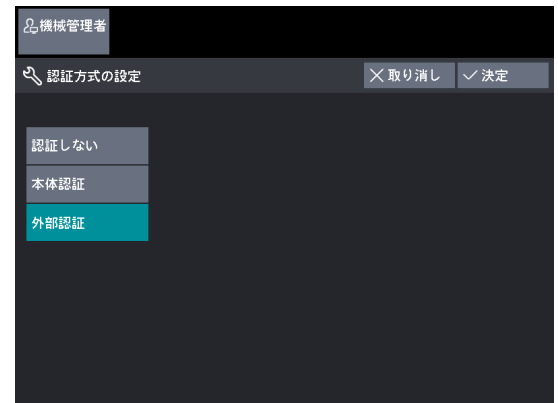 機械管理者
認証方式の設定
取り消し
決定
認証しない
本体認証
外部認証